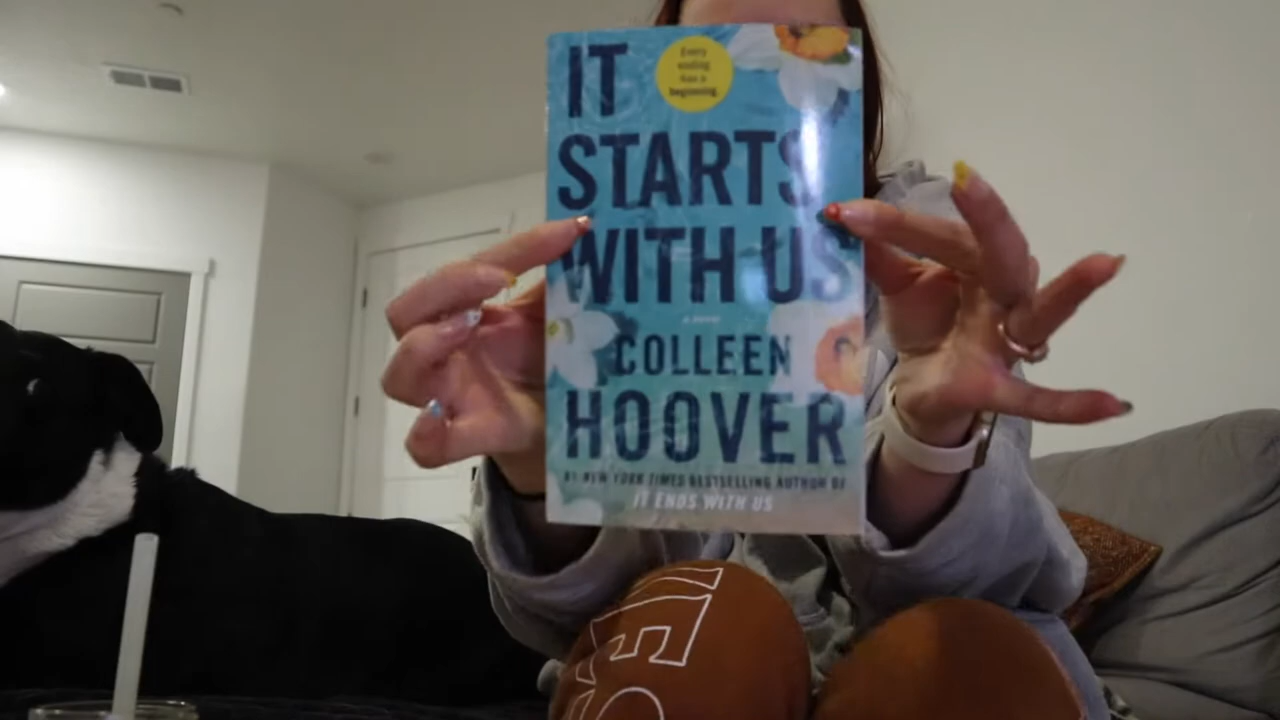 IT
Every
ending
has a
beginning.
STARTS
WITH US
a novel
COLLEEN
HOOVER
#1 NEW YORK TIMES BESTSELLING AUTHOR OF
IT ENDS WITH US